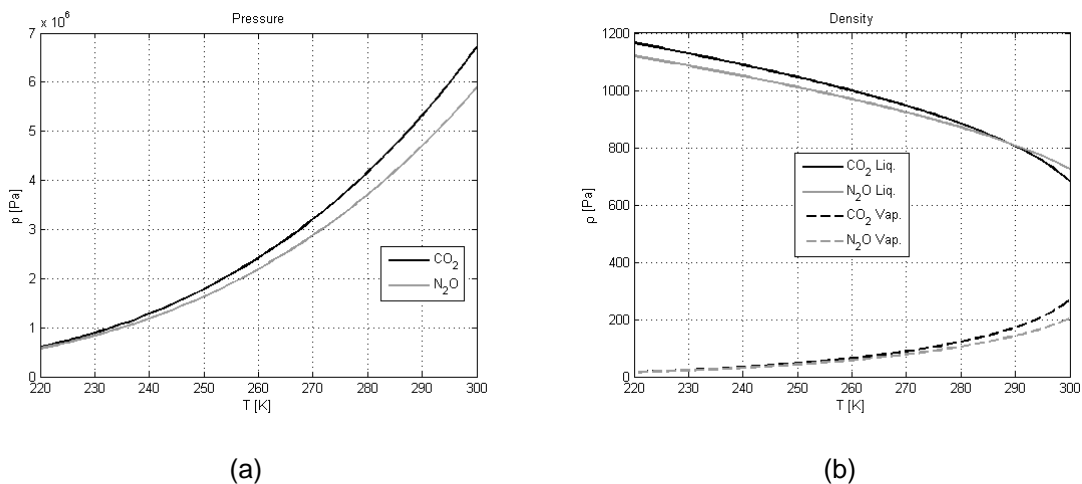 Pressure
7 x 10^6
6
5
4
3
2
1
0
220 230 240 250 260 270 280 290 300
T [K]
p [Pa]
CO2
N2O
(a)
Density
1200
1000
800
600
400
200
0
220 230 240 250 260 270 280 290 300
T [K]
ρ [Pa]
CO2 Liq.
N2O Liq.
CO2 Vap.
N2O Vap.
(b)